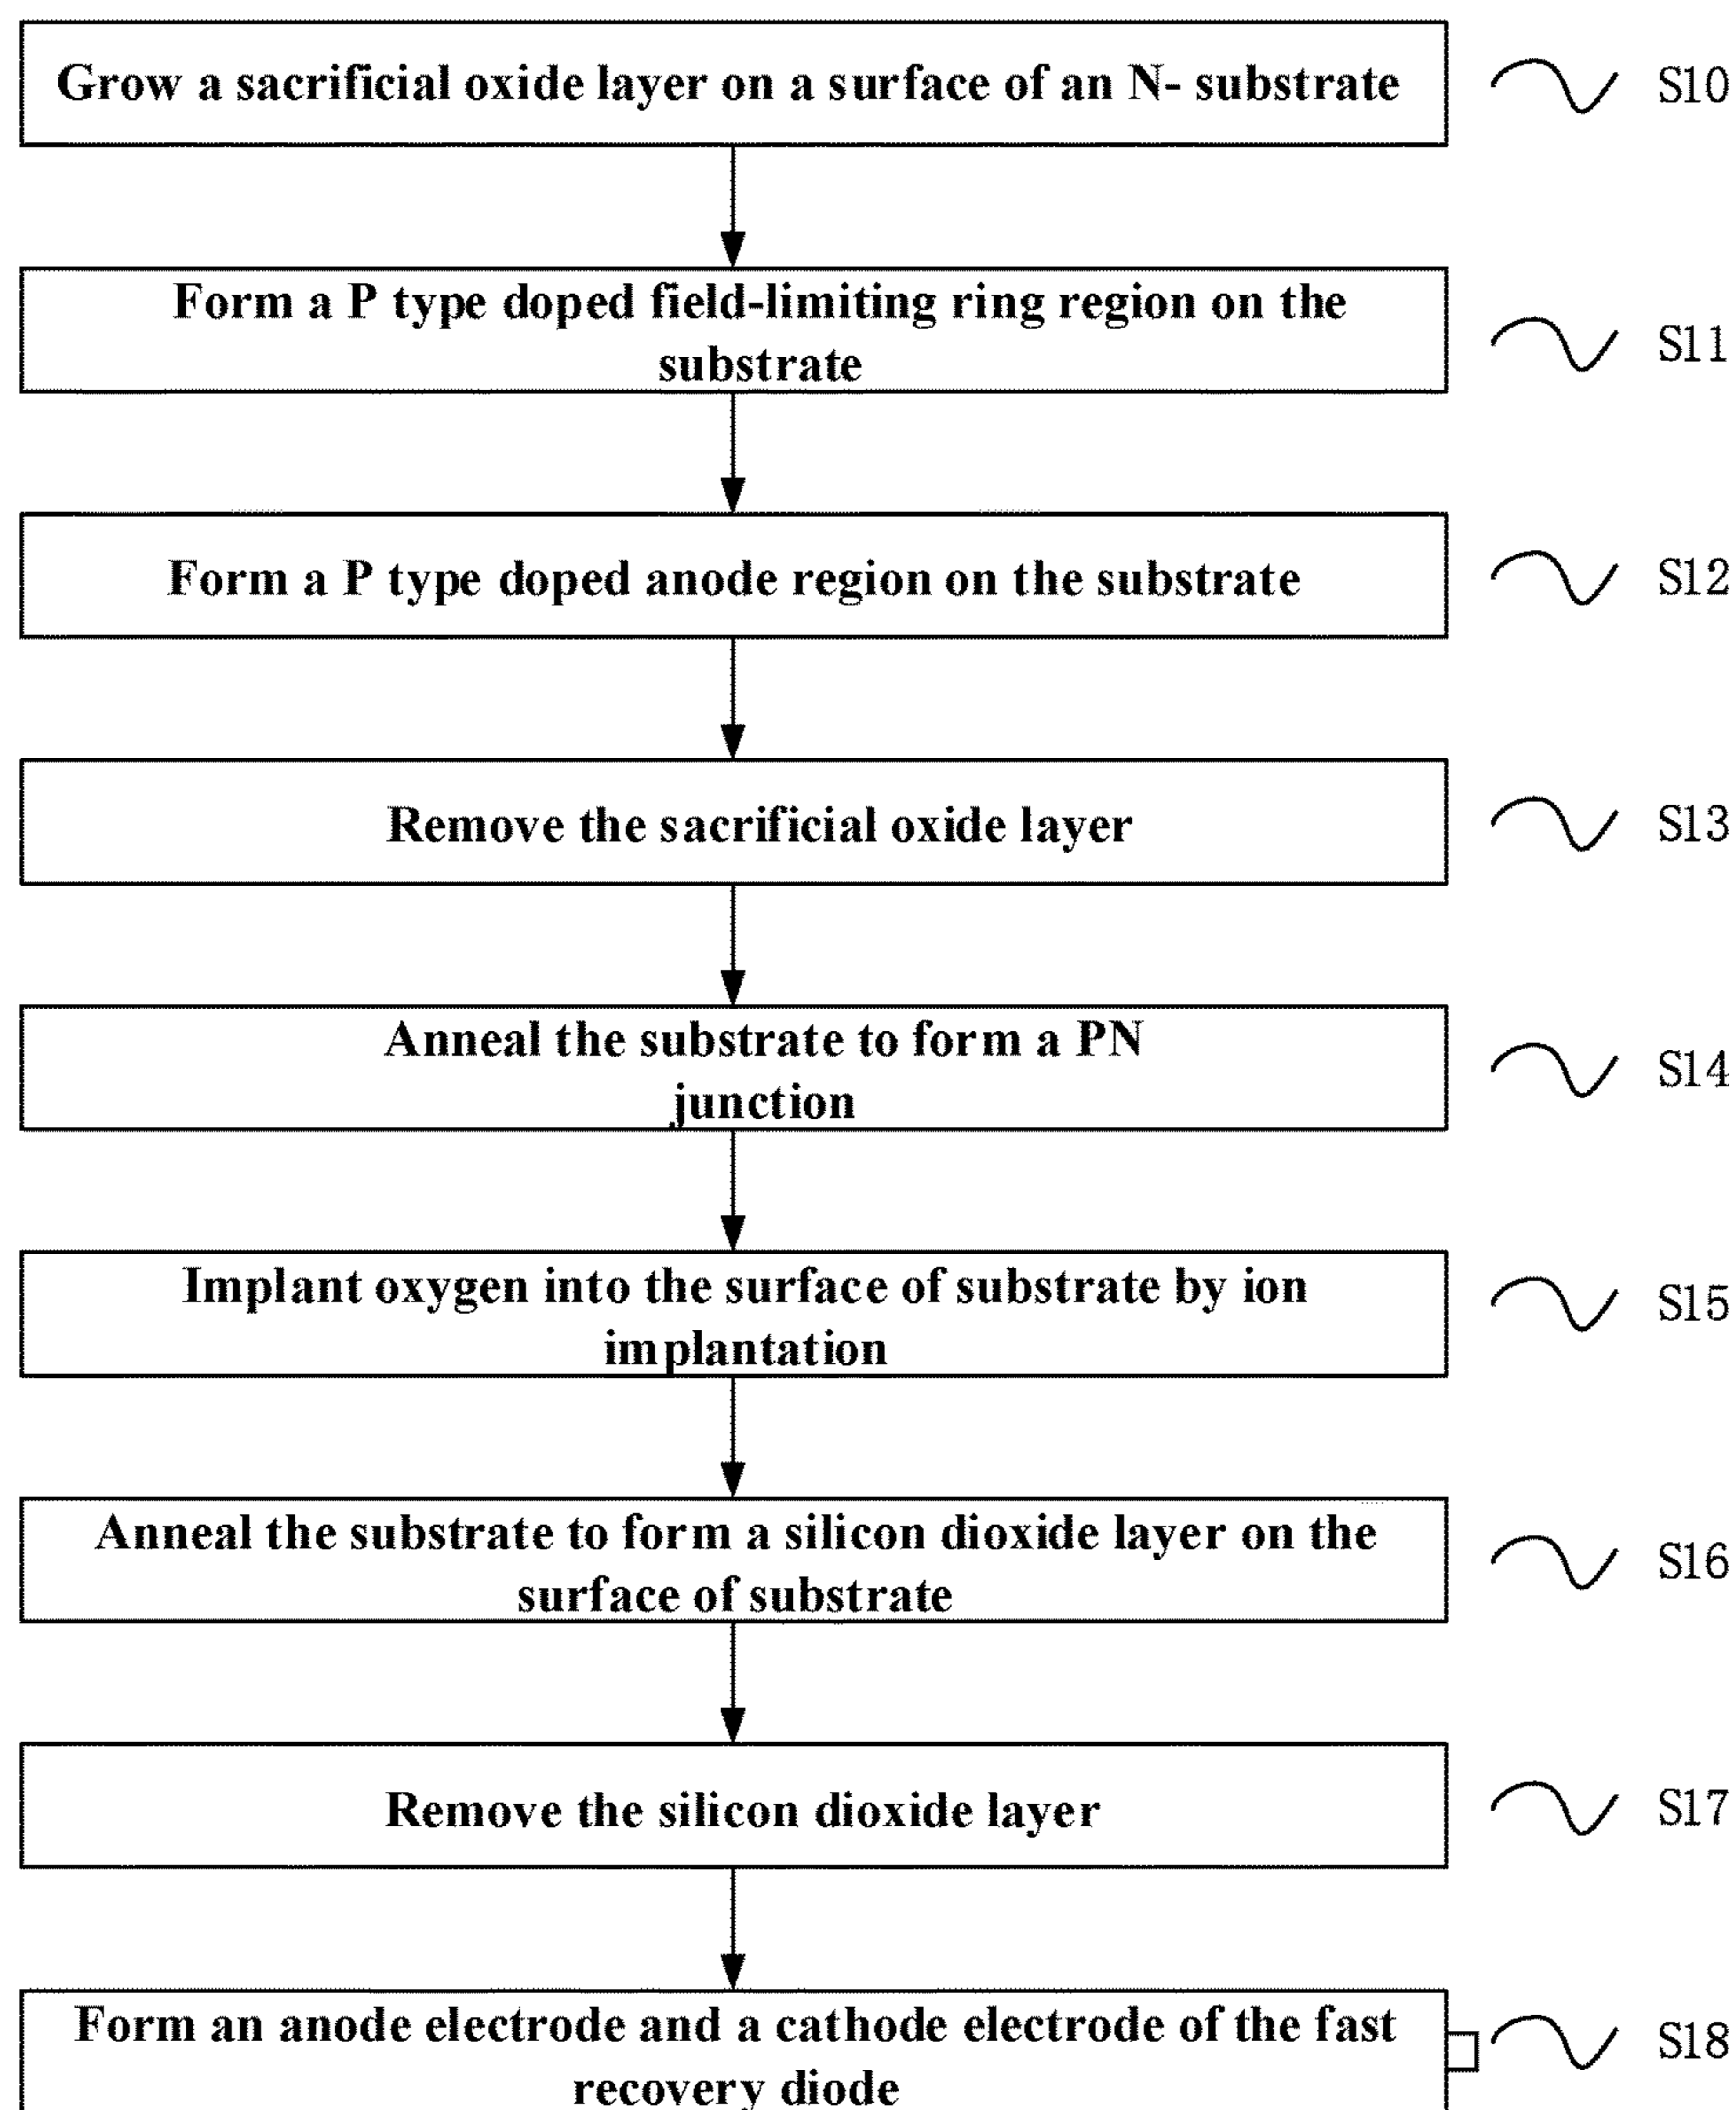 Grow a sacrificial oxide layer on a surface of an N- substrate
S10
Form a P type doped field-limiting ring region on the
substrate
S11
Form a P type doped anode region on the substrate
S12
Remove the sacrificial oxide layer
S13
Anneal the substrate to form a PN
junction
S14
Implant oxygen into the surface of substrate by ion
implantation
S15
Anneal the substrate to form a silicon dioxide layer on the
surface of substrate
S16
Remove the silicon dioxide layer
S17
Form an anode electrode and a cathode electrode of the fast
recovery diode
S18